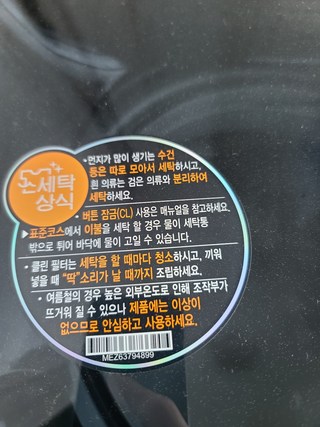 세탁
상식
•먼지가 많이 생기는 수건
등은 따로 모아서 세탁하시고,
흰 의류는 검은 의류와 분리하여
세탁하세요.
•버튼 잠금(CL) 사용은 매뉴얼을 참고하세요.
▶표준코스에서 이불을 세탁 할 경우 물이 세탁통
밖으로 튀어 바닥에 물이 고일 수 있습니다.
•클린 필터는 세탁을 할 때마다 청소하시고, 끼워
넣을 때 "딱"소리가 날 때까지 조립하세요.
•여름철의 경우 높은 외부온도로 인해 조작부가
뜨거워 질 수 있으나 제품에는 이상이
없으므로 안심하고 사용하세요.
MEZ63794899